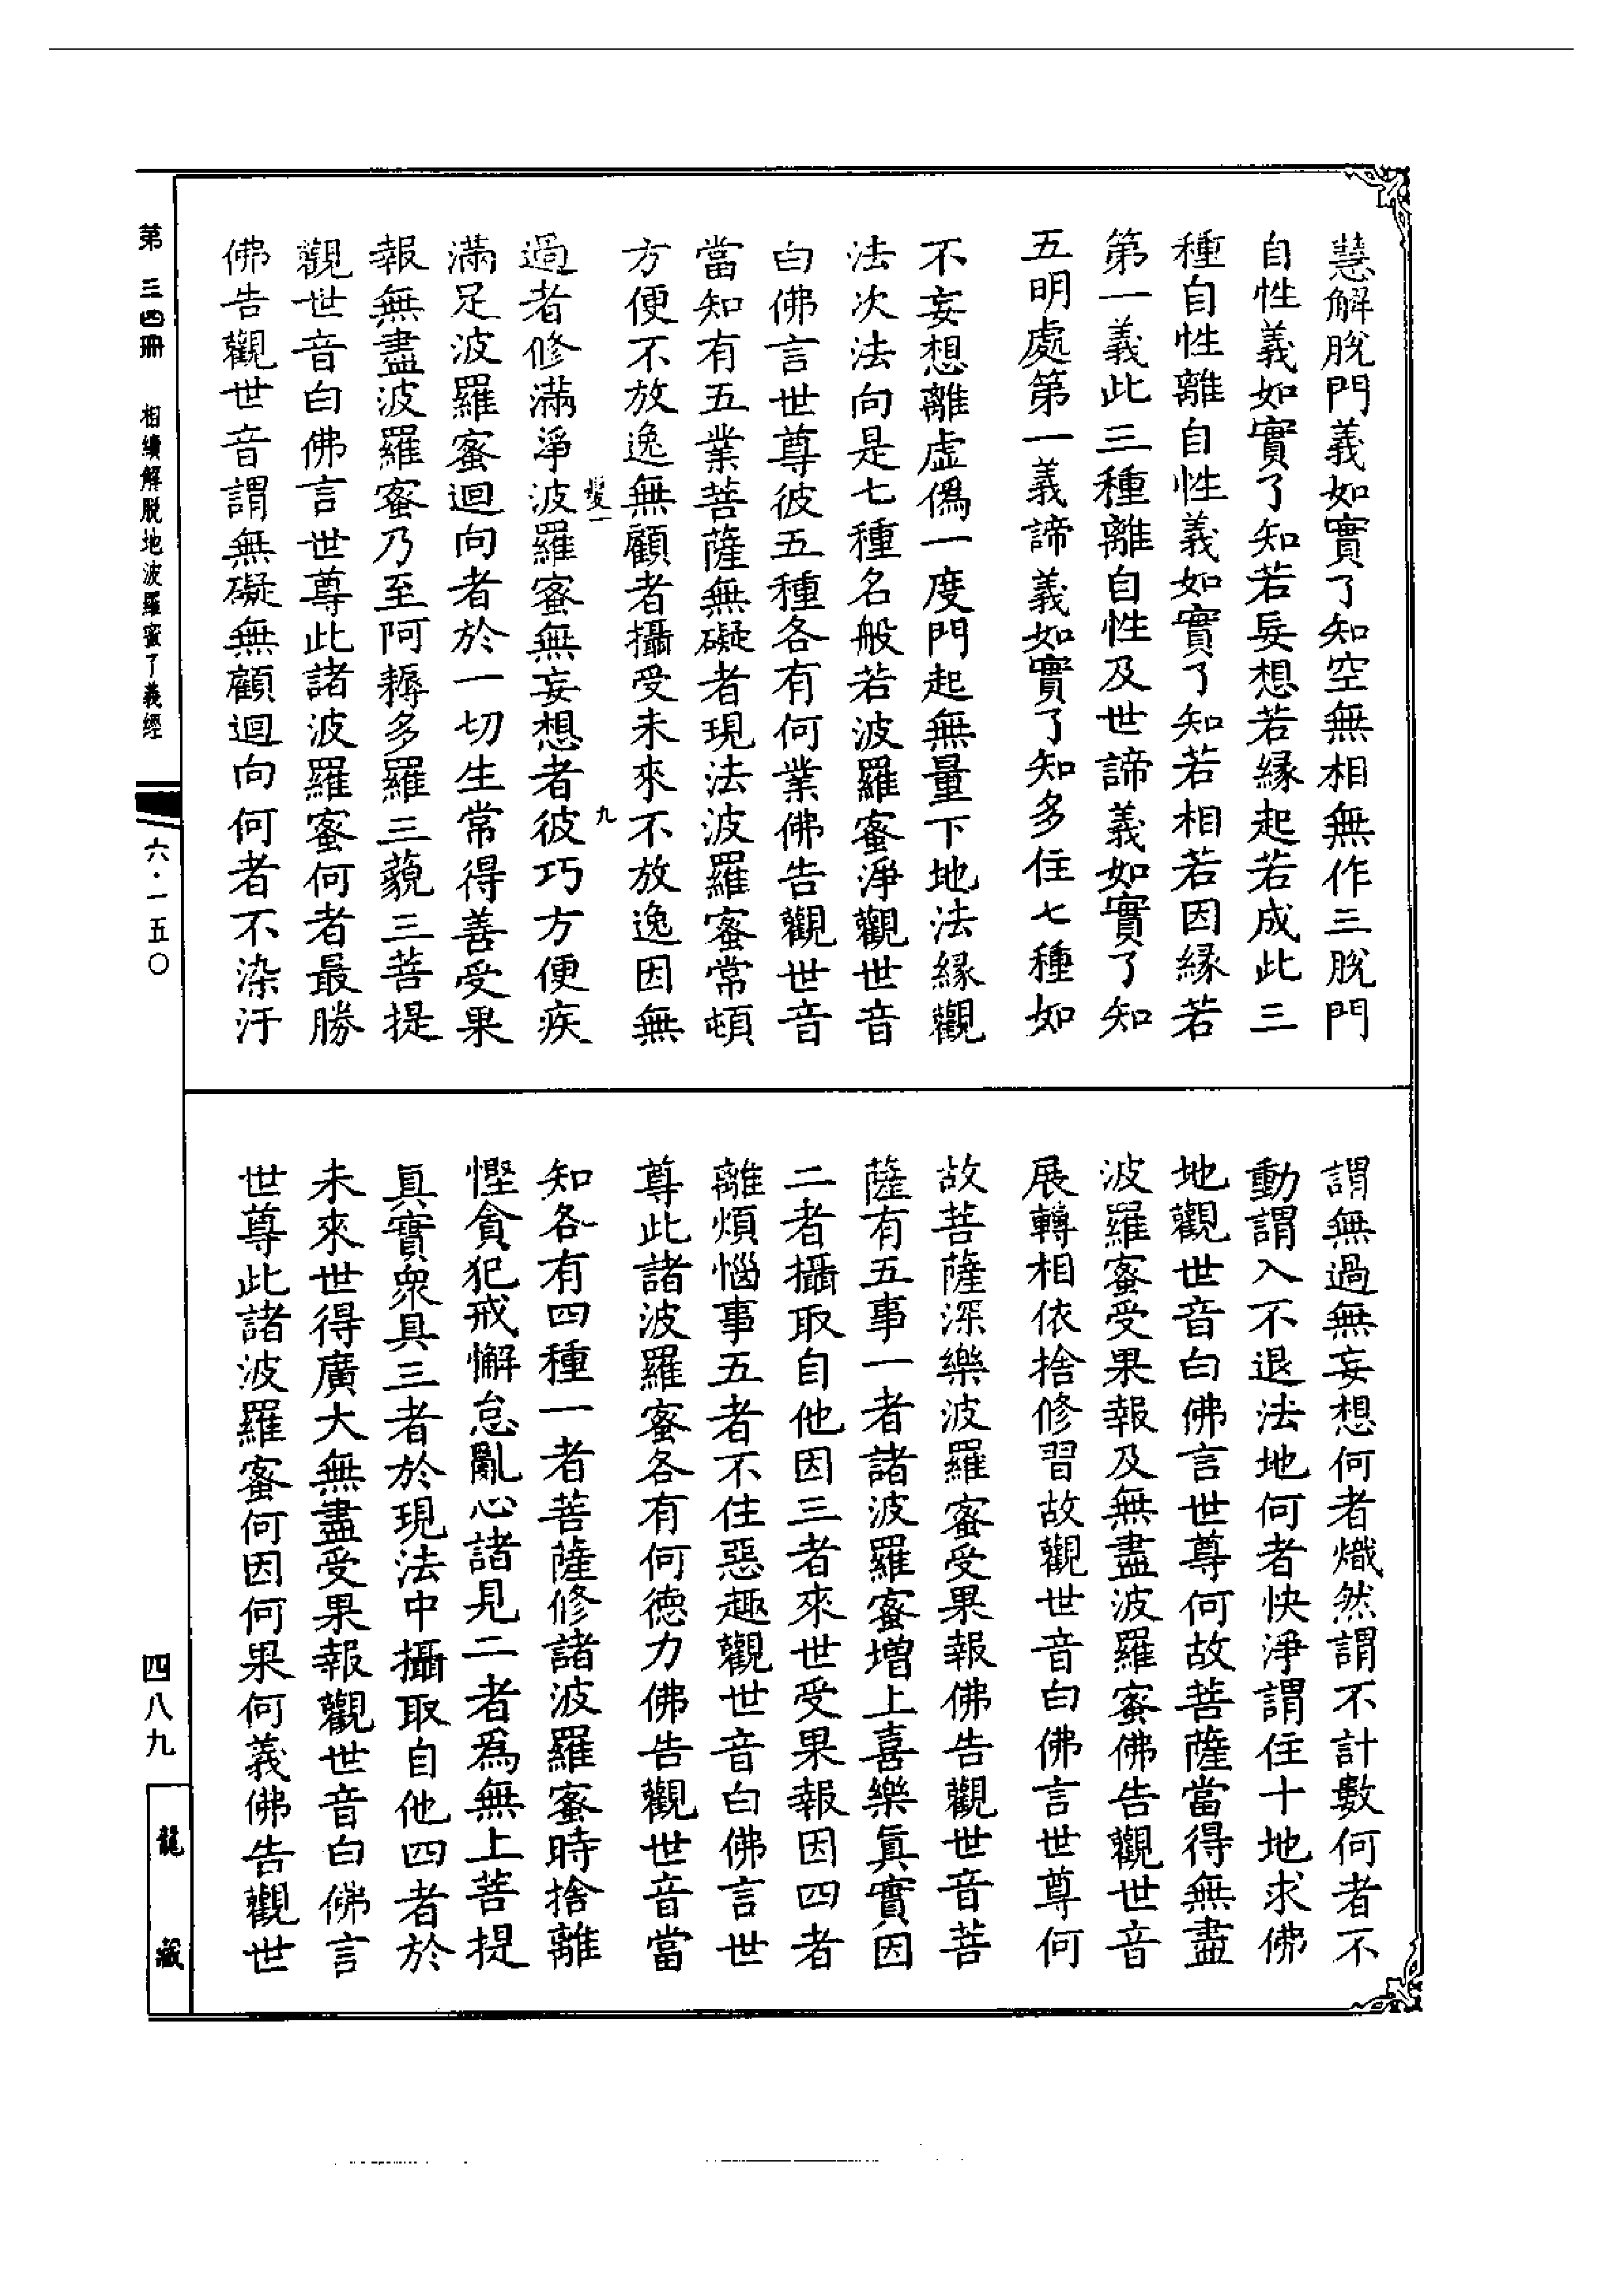 慧解脫門義如實了知空無相無作三脫門
自性義如實了知若妄想若緣起若成此三
種自性離自性義如實了知若相若因緣若
第一義此三種離自性及世諦義如實了知
五明處第一義諦義如實了知多住七種如
不妄想離虛偽一度門起無量下地法緣觀
法次法向是七種名般若波羅蜜淨觀世音
白佛言世尊彼五種各有何業佛告觀世音
當知有五業菩薩無礙者現法波羅蜜常頓
方便不放逸無顧者攝受未來不放逸因無
過者修滿淨波羅蜜無妄想者彼巧方便疾
滿足波羅蜜迴向者於一切生常得善受果
報無盡波羅蜜乃至阿耨多羅三藐三菩提
觀世音白佛言世尊此諸波羅蜜何者最勝
佛告觀世音謂無礙無顧迴向何者不染汙
謂無過無妄想何者熾然謂不計數何者不
動謂入不退法地何者快淨謂住十地求佛
地觀世音白佛言世尊何故菩薩當得無盡
波羅蜜受果報及無盡波羅蜜佛告觀世音
展轉相依捨修習故觀世音白佛言世尊何
故菩薩深樂波羅蜜受果報佛告觀世音菩
薩有五事一者諸波羅蜜增上喜樂真實因
二者攝取自他因三者來世受果報因四者
離煩惱事五者不住惡趣觀世音白佛言世
尊此諸波羅蜜各有何德力佛告觀世音當
知各有四種一者菩薩修諸波羅蜜時捨離
慳貪犯戒懈怠亂心諸見二者為無上菩提
真實眾具三者於現法中攝取自他四者於
未來世得廣大無盡受果報觀世音白佛言
世尊此諸波羅蜜何因何果何義佛告觀世
九
第三四冊 相續解脫地波羅蜜了義經
六·一五〇
四八九
龍藏